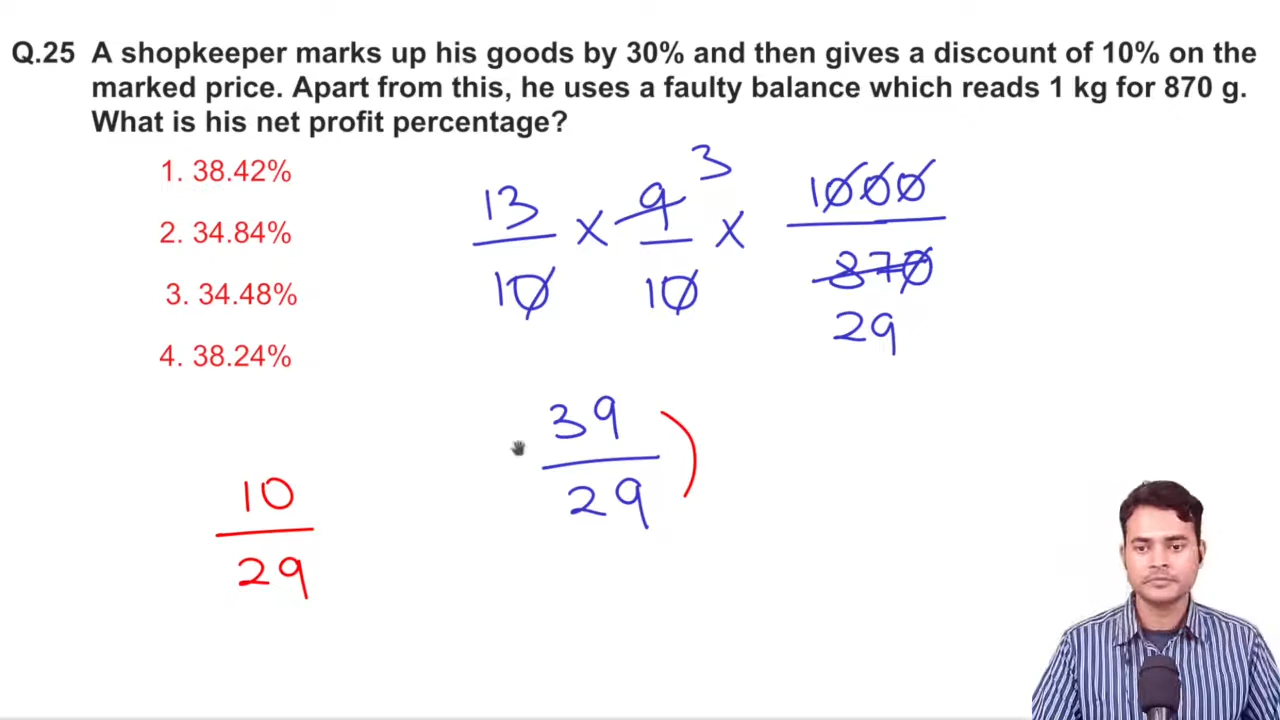 Q.25 A shopkeeper marks up his goods by 30% and then gives a discount of 10% on the
marked price. Apart from this, he uses a faulty balance which reads 1 kg for 870 g.
What is his net profit percentage?
1. 38.42%
2. 34.84%
3. 34.48%
4. 38.24%
3
13 × 9 × 1000
10 10 870
29
39 )
29
10
29